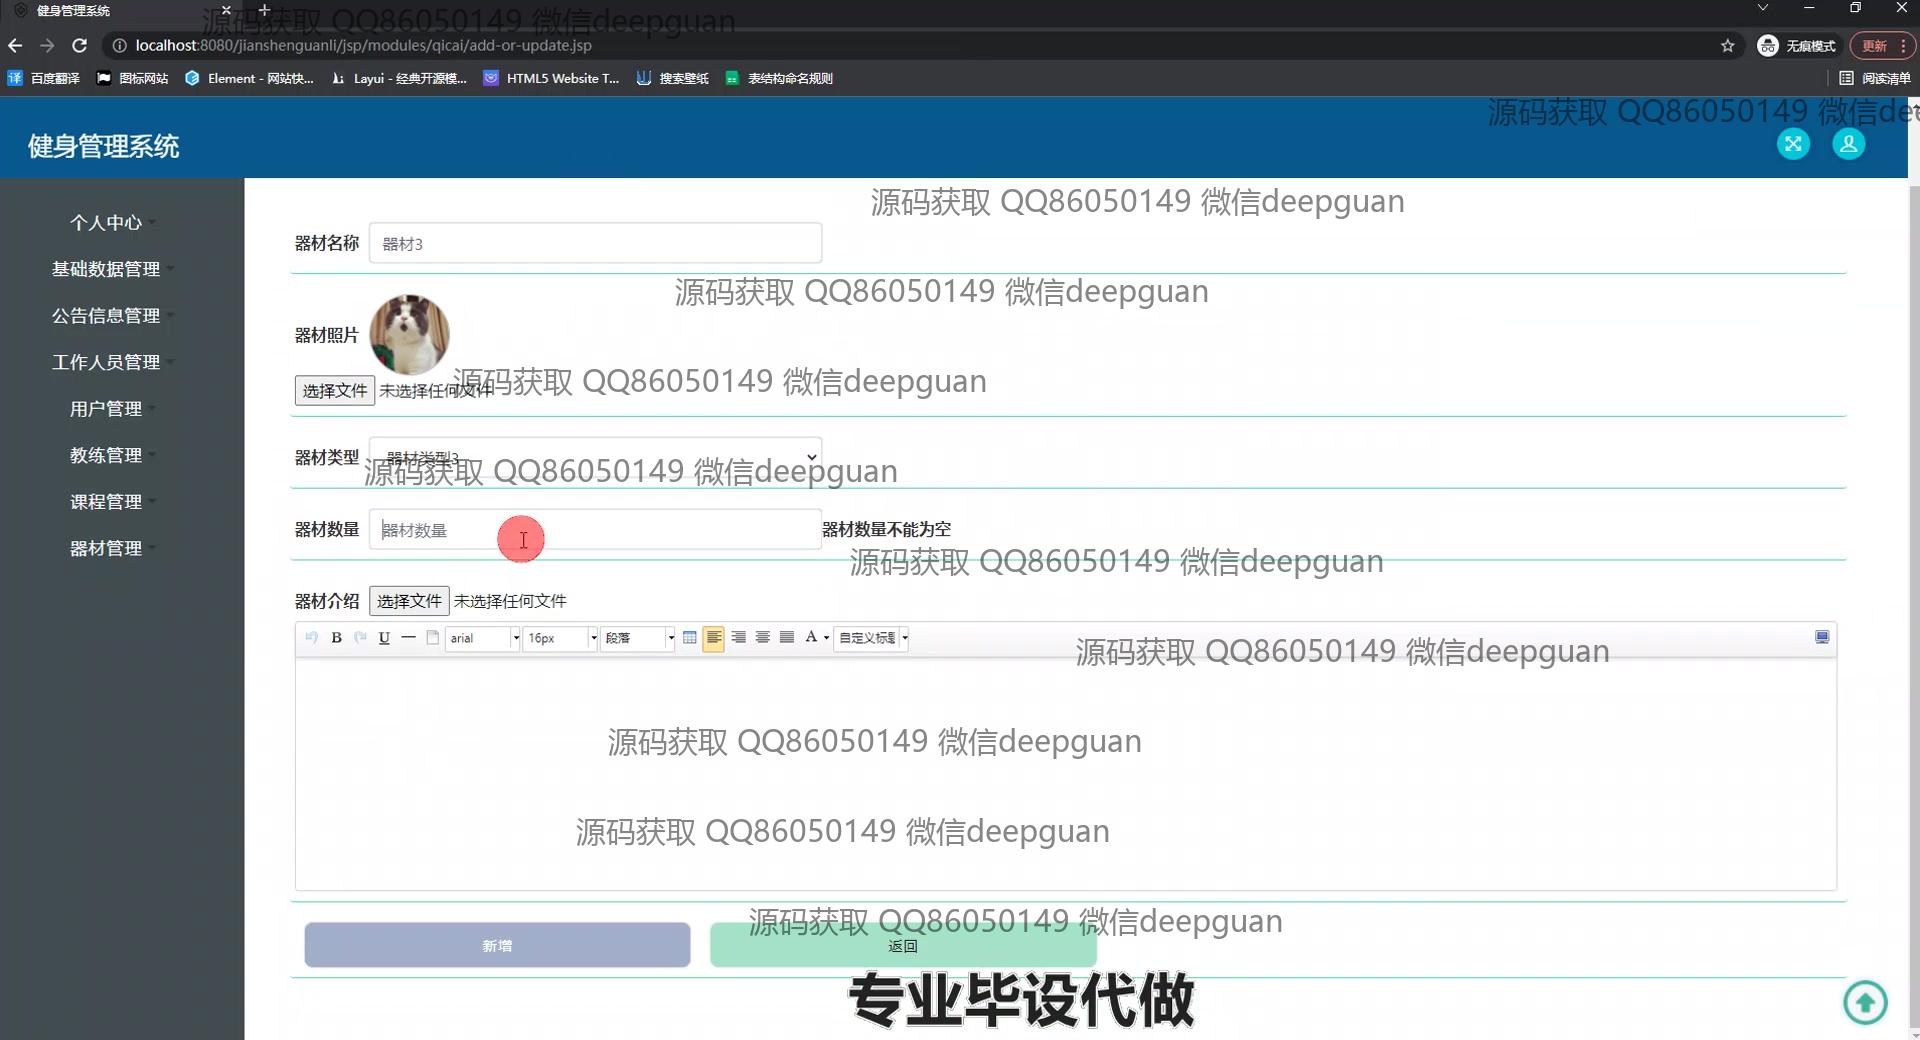 健身管理系统
源码获取 QQ86050149 微信deepguan
localhost:8080/jianshenguanli/jsp/modules/qicai/add-or-update.jsp
无痕模式
更新
百度翻译
图标网站
Element - 网站快...
Layui - 经典开源模...
HTML5 Website T...
搜索壁纸
表结构命名规则
阅读清单
源码获取 QQ86050149 微信dee
健身管理系统
个人中心
基础数据管理
公告信息管理
工作人员管理
用户管理
教练管理
课程管理
器材管理
源码获取 QQ86050149 微信deepguan
器材名称 器材3
源码获取 QQ86050149 微信deepguan
器材照片
选择文件 未选择任何文件
源码获取 QQ86050149 微信deepguan
器材类型 器材类型3
源码获取 QQ86050149 微信deepguan
器材数量 器材数量 器材数量不能为空
源码获取 QQ86050149 微信deepguan
器材介绍 选择文件 未选择任何文件
B U arial 16px 段落 A 自定义标题
源码获取 QQ86050149 微信deepguan
源码获取 QQ86050149 微信deepguan
源码获取 QQ86050149 微信deepguan
源码获取 QQ86050149 微信deepguan
新增 返回
专业毕设代做